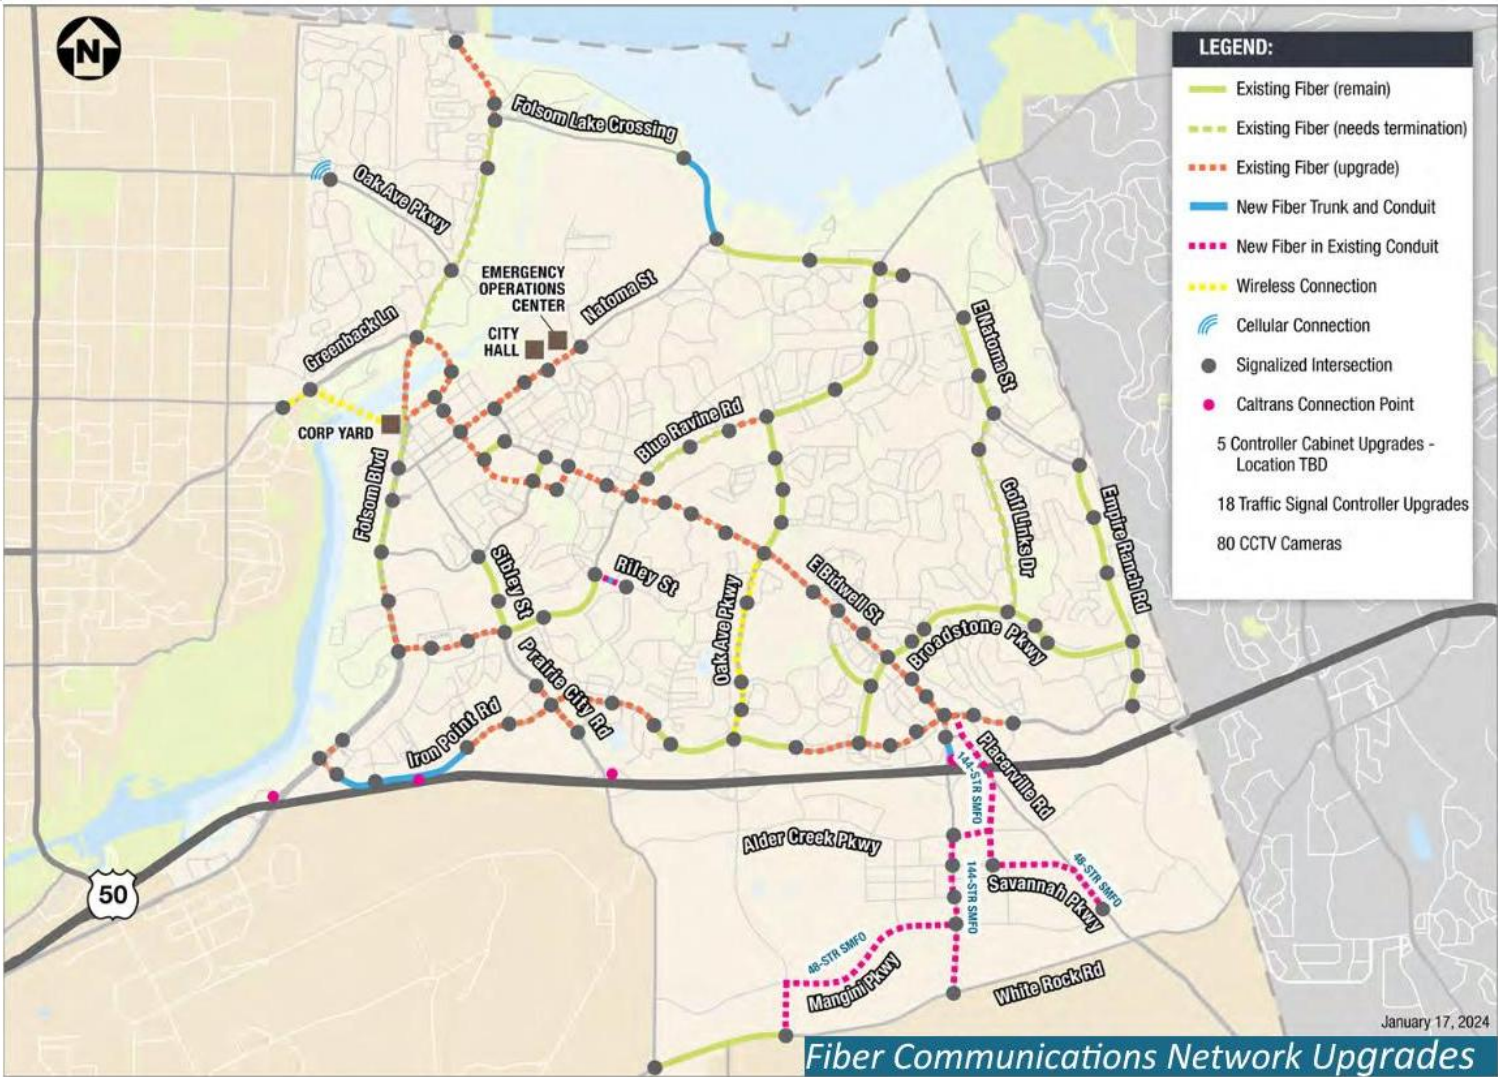 N
LEGEND:
Existing Fiber (remain)
Existing Fiber (needs termination)
Existing Fiber (upgrade)
New Fiber Trunk and Conduit
New Fiber in Existing Conduit
Wireless Connection
Cellular Connection
Signalized Intersection
Caltrans Connection Point
5 Controller Cabinet Upgrades -
Location TBD
18 Traffic Signal Controller Upgrades
80 CCTV Cameras
Folsom Lake Crossing
Oak Ave Pkwy
EMERGENCY
OPERATIONS
CENTER
CITY
HALL
Natoma St
Greenback Ln
E Natoma St
CORP YARD
Blue Ravine Rd
Folsom Blvd
Golf Links Dr
Empire Ranch Rd
Sibley St
Riley St
Oak Ave Pkwy
E Bidwell St
Broadstone Pkwy
Prairie City Rd
Iron Point Rd
Placerville Rd
144-STR SMFO
Alder Creek Pkwy
144-STR SMFO
48-STR SMFO
Savannah Pkwy
50
48-STR SMFO
Mangini Pkwy
White Rock Rd
January 17, 2024
Fiber Communications Network Upgrades